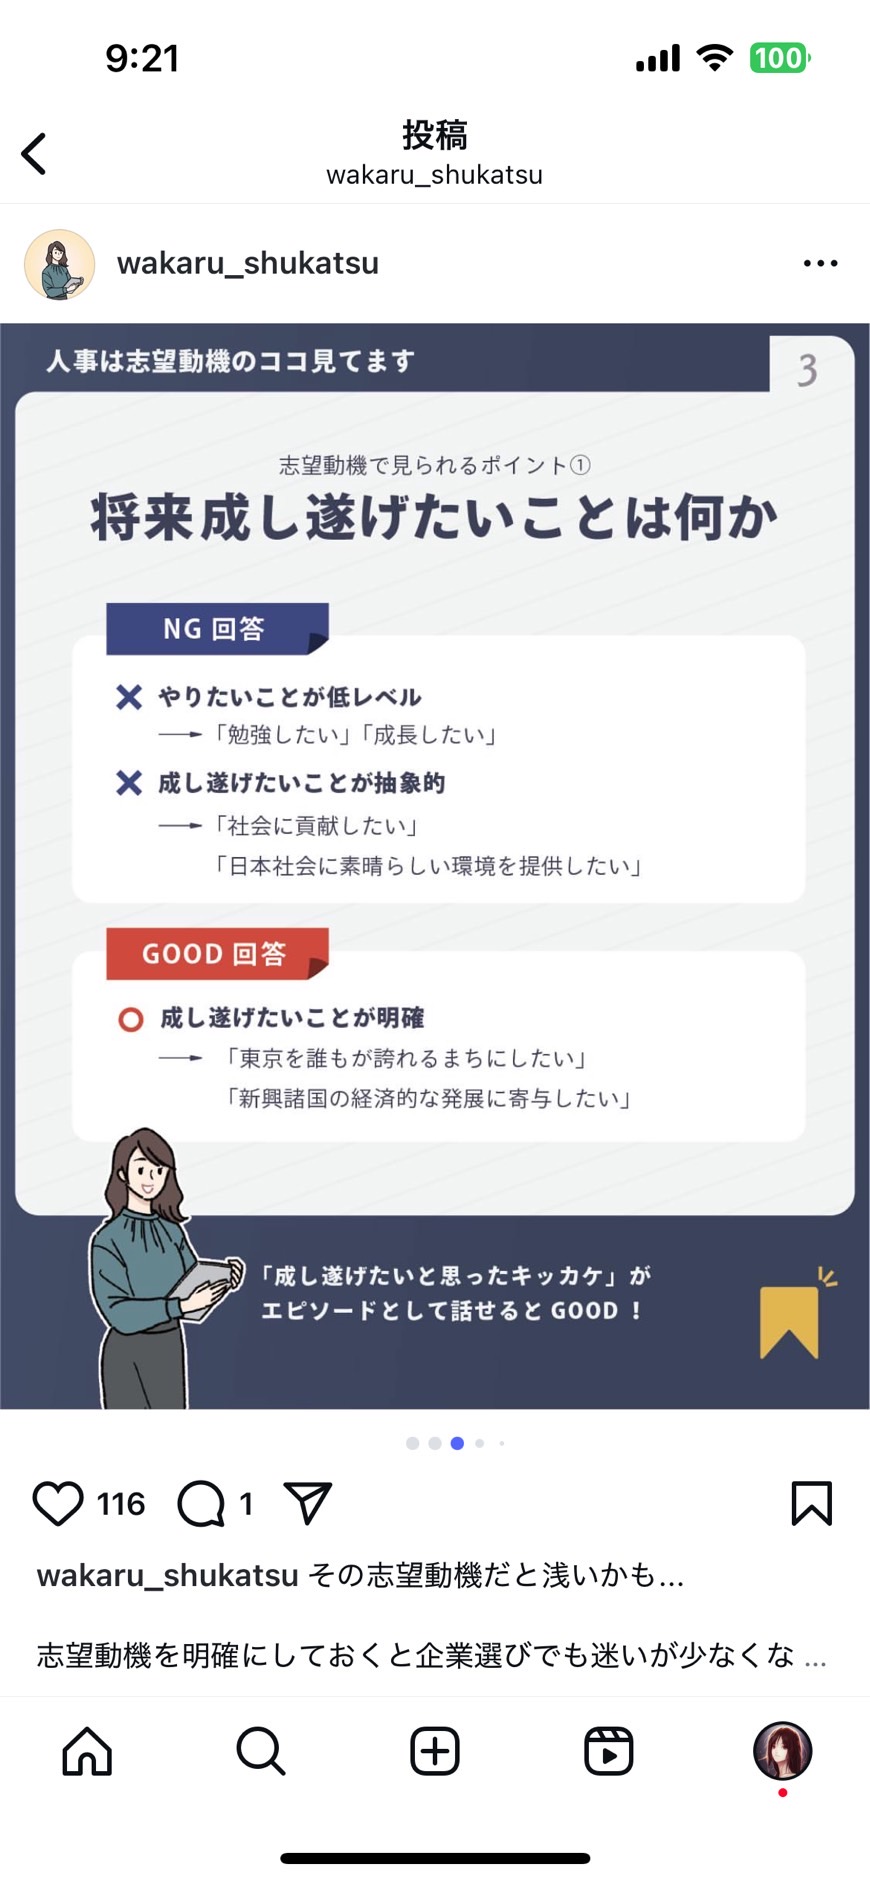 9:21
100
投稿
wakaru_shukatsu
wakaru_shukatsu
人事は志望動機のココ見てます
3
志望動機で見られるポイント①
将来成し遂げたいことは何か
NG 回答
やりたいことが低レベル
「勉強したい」「成長したい」
成し遂げたいことが抽象的
「社会に貢献したい」
「日本社会に素晴らしい環境を提供したい」
GOOD 回答
成し遂げたいことが明確
「東京を誰もが誇れるまちにしたい」
「新興諸国の経済的な発展に寄与したい」
「成し遂げたいと思ったキッカケ」が
エピソードとして話せると GOOD ！
116
1
wakaru_shukatsu その志望動機だと浅いかも...
志望動機を明確にしておくと企業選びでも迷いが少なくな ...